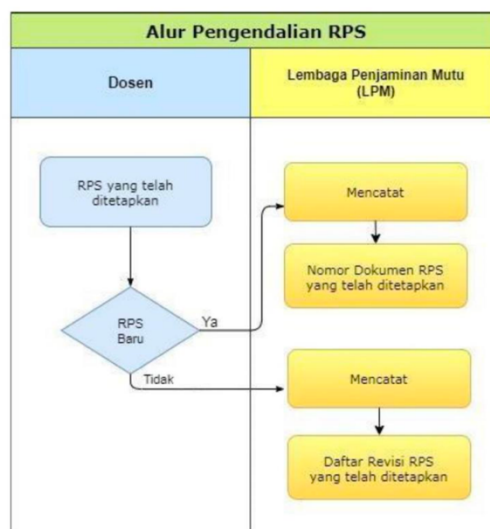 Alur Pengendalian RPS
Dosen
Lembaga Penjaminan Mutu
(LPM)
RPS yang telah
ditetapkan
Mencatat
Nomor Dokumen RPS
yang telah ditetapkan
RPS
Baru
Ya
Tidak
Mencatat
Daftar Revisi RPS
yang telah ditetapkan